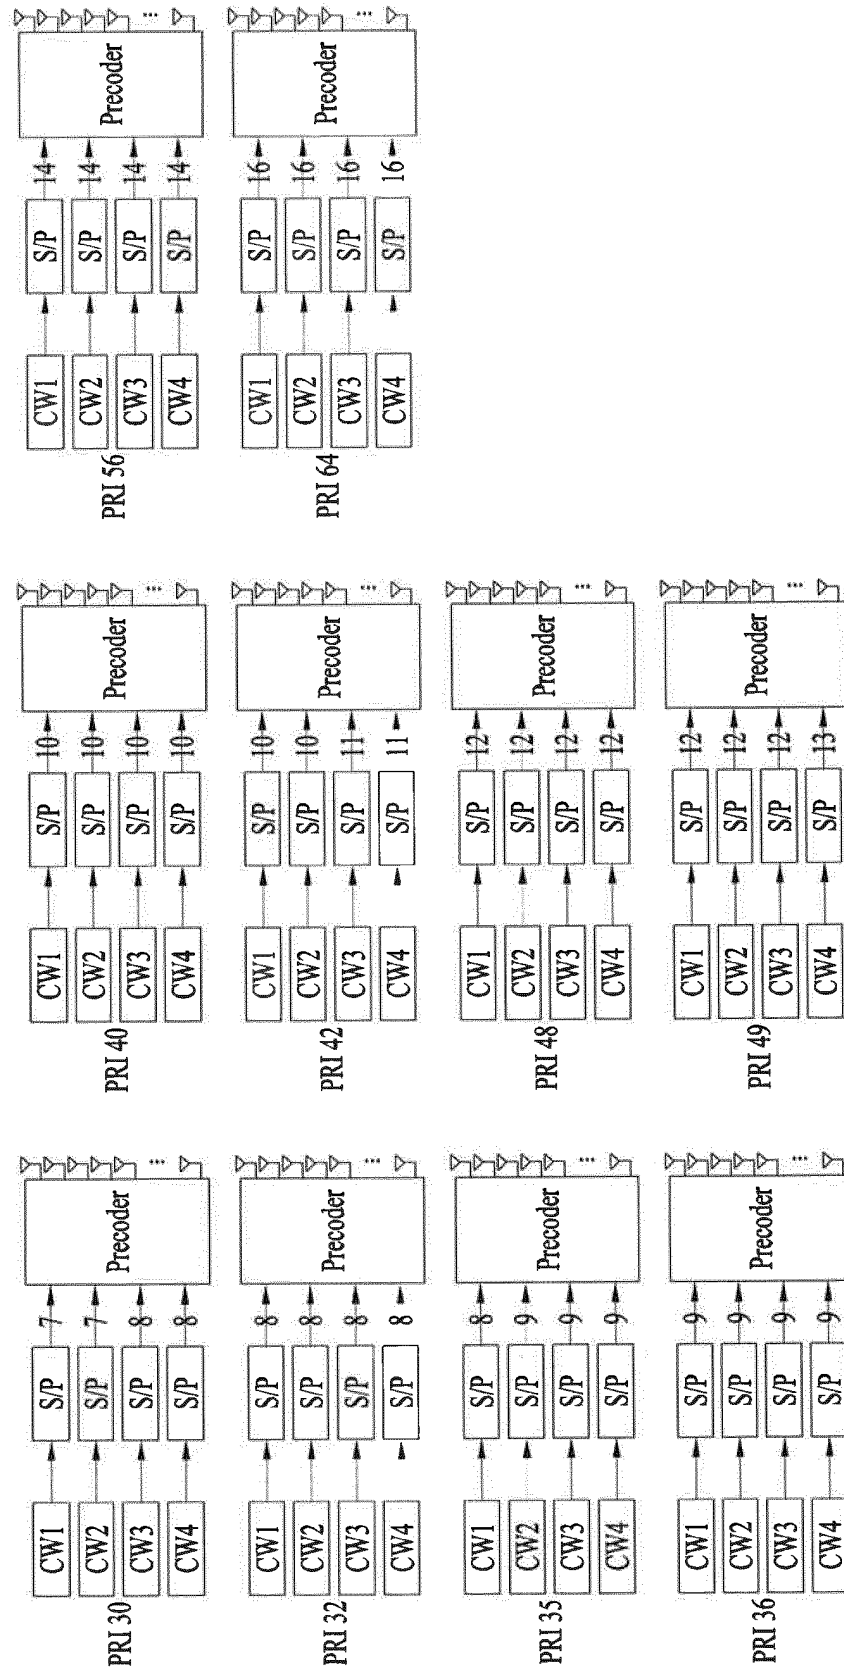 PRI 30
CW1 S/P 7
CW2 S/P 7
CW3 S/P 8
CW4 S/P 8
Precoder
...
PRI 32
CW1 S/P 8
CW2 S/P 8
CW3 S/P 8
CW4 S/P 8
Precoder
...
PRI 35
CW1 S/P 8
CW2 S/P 9
CW3 S/P 9
CW4 S/P 9
Precoder
...
PRI 36
CW1 S/P 9
CW2 S/P 9
CW3 S/P 9
CW4 S/P 9
Precoder
...
PRI 40
CW1 S/P 10
CW2 S/P 10
CW3 S/P 10
CW4 S/P 10
Precoder
...
PRI 42
CW1 S/P 10
CW2 S/P 10
CW3 S/P 11
CW4 S/P 11
Precoder
...
PRI 48
CW1 S/P 12
CW2 S/P 12
CW3 S/P 12
CW4 S/P 12
Precoder
...
PRI 49
CW1 S/P 12
CW2 S/P 12
CW3 S/P 12
CW4 S/P 13
Precoder
...
PRI 56
CW1 S/P 14
CW2 S/P 14
CW3 S/P 14
CW4 S/P 14
Precoder
...
PRI 64
CW1 S/P 16
CW2 S/P 16
CW3 S/P 16
CW4 S/P 16
Precoder
...